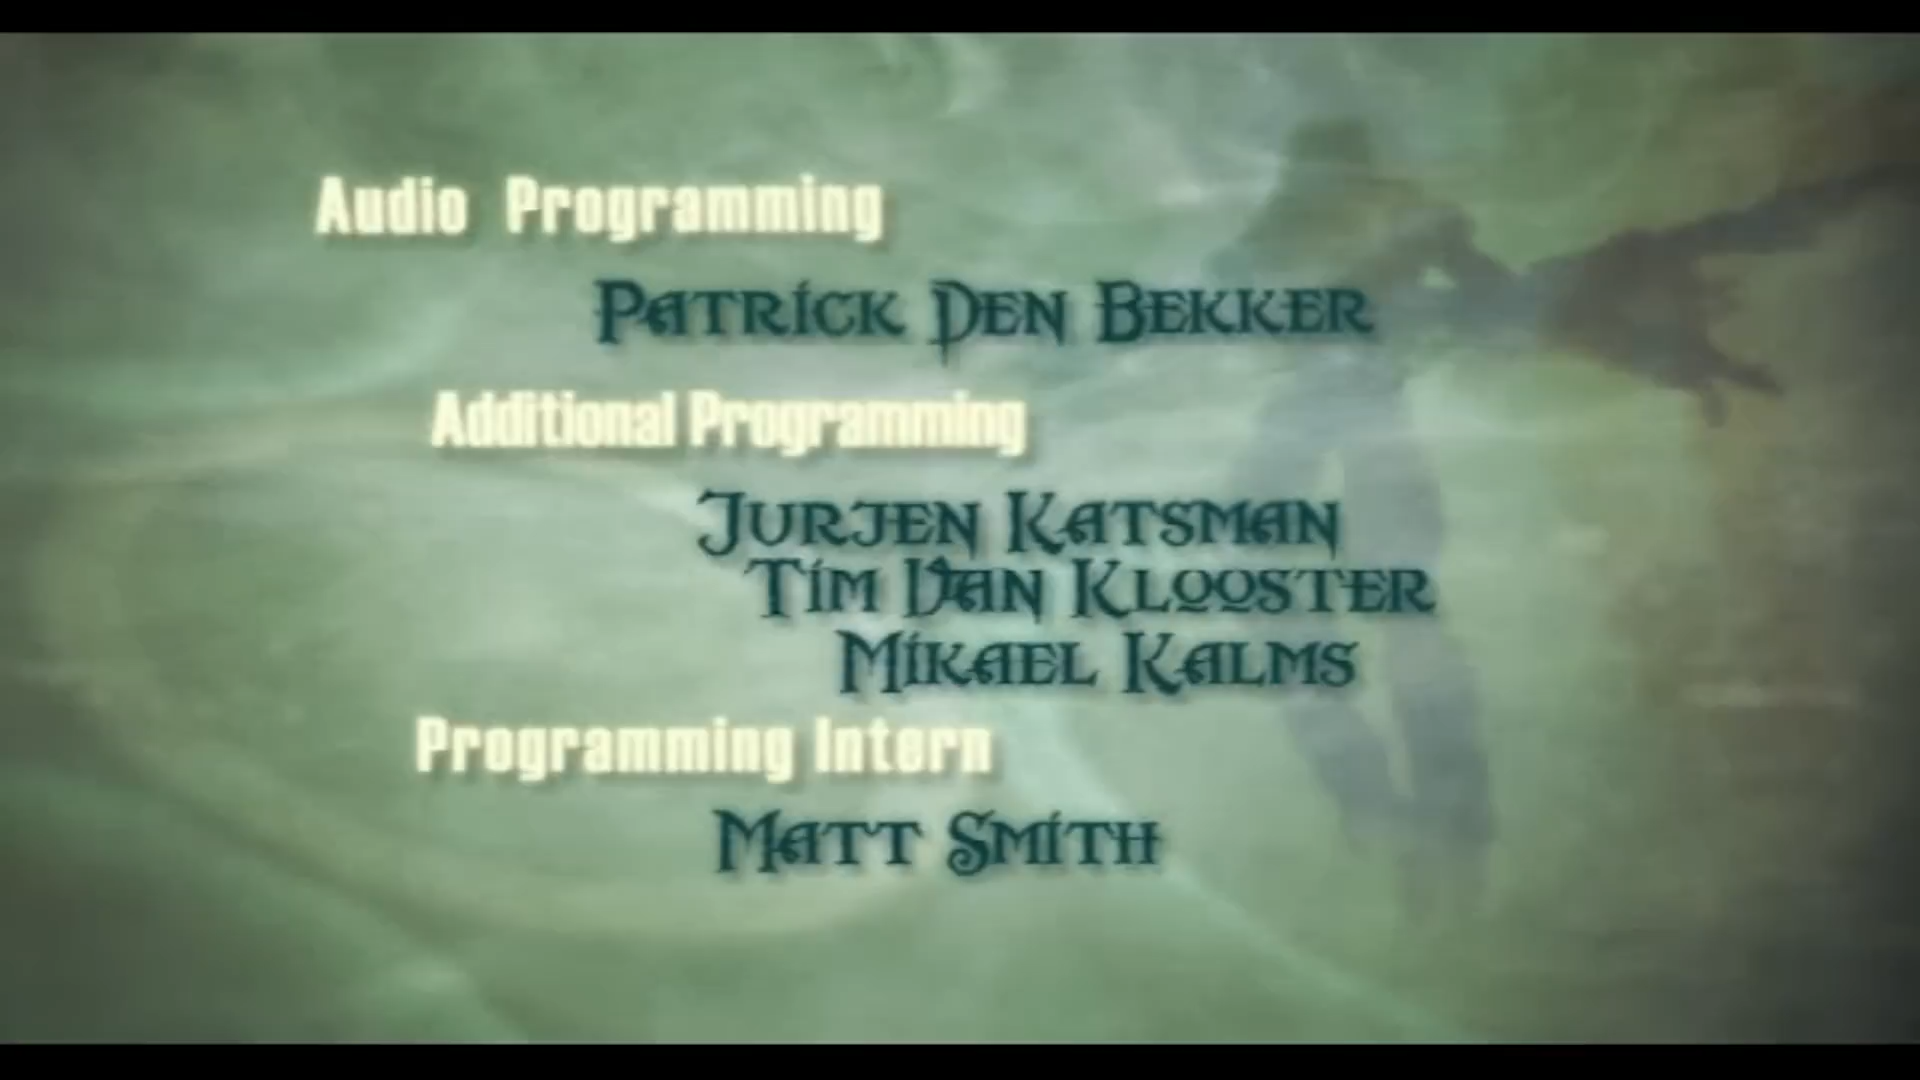 Audio Programming
Patrick Den Bekker
Additional Programming
Jurjen Katsman
Tim Van Klooster
Mikael Kalms
Programming Intern
Matt Smith